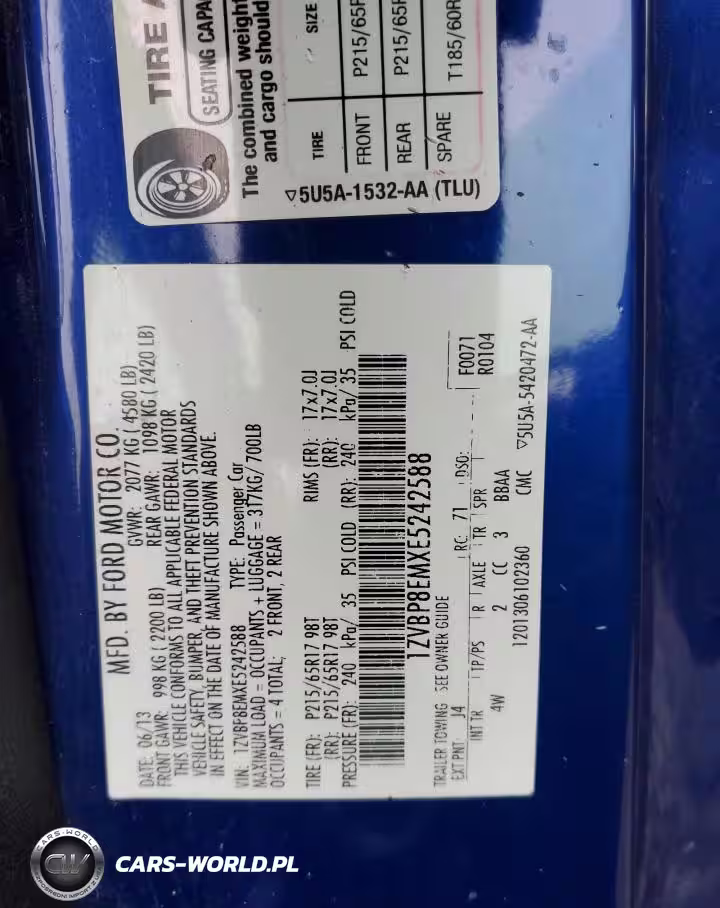 TIRE A
SEATING CAPA
The combined weight
and cargo should
TIRE SIZE
FRONT P215/65R
REAR P215/65R
SPARE T185/60R
▽5U5A-1532-AA (TLU)
MFD. BY FORD MOTOR CO.
DATE: 06/13 GVWR: 2077 KG ( 4580 LB)
FRONT GAWR: 998 KG ( 2200 LB) REAR GAWR: 1098 KG ( 2420 LB)
THIS VEHICLE CONFORMS TO ALL APPLICABLE FEDERAL MOTOR
VEHICLE SAFETY, BUMPER, AND THEFT PREVENTION STANDARDS
IN EFFECT ON THE DATE OF MANUFACTURE SHOWN ABOVE.
VIN: 1ZVBP8EMXE5242588 TYPE: Passenger Car
MAXIMUM LOAD = OCCUPANTS + LUGGAGE = 317KG/700LB
OCCUPANTS = 4 TOTAL; 2 FRONT, 2 REAR
TIRE (FR): P215/65R17 98T RIMS (FR): 17x7.0J
(RR): P215/65R17 98T (RR): 17x7.0J
PRESSURE (FR): 240 kPa/ 35 PSI COLD (RR): 240 kPa/ 35 PSI COLD
1ZVBP8EMXE5242588
TRAILER TOWING - SEE OWNER GUIDE
EXT PNT: J4 RC: 71 DSO: F0071
R0104
INT TR TP/PS R AXLE TR SPR
4W 2 CC 3 BBAA
1201306102360 CMC ▽5U5A-5420472-AA
CARS-WORLD
CW
CARS-WORLD.PL